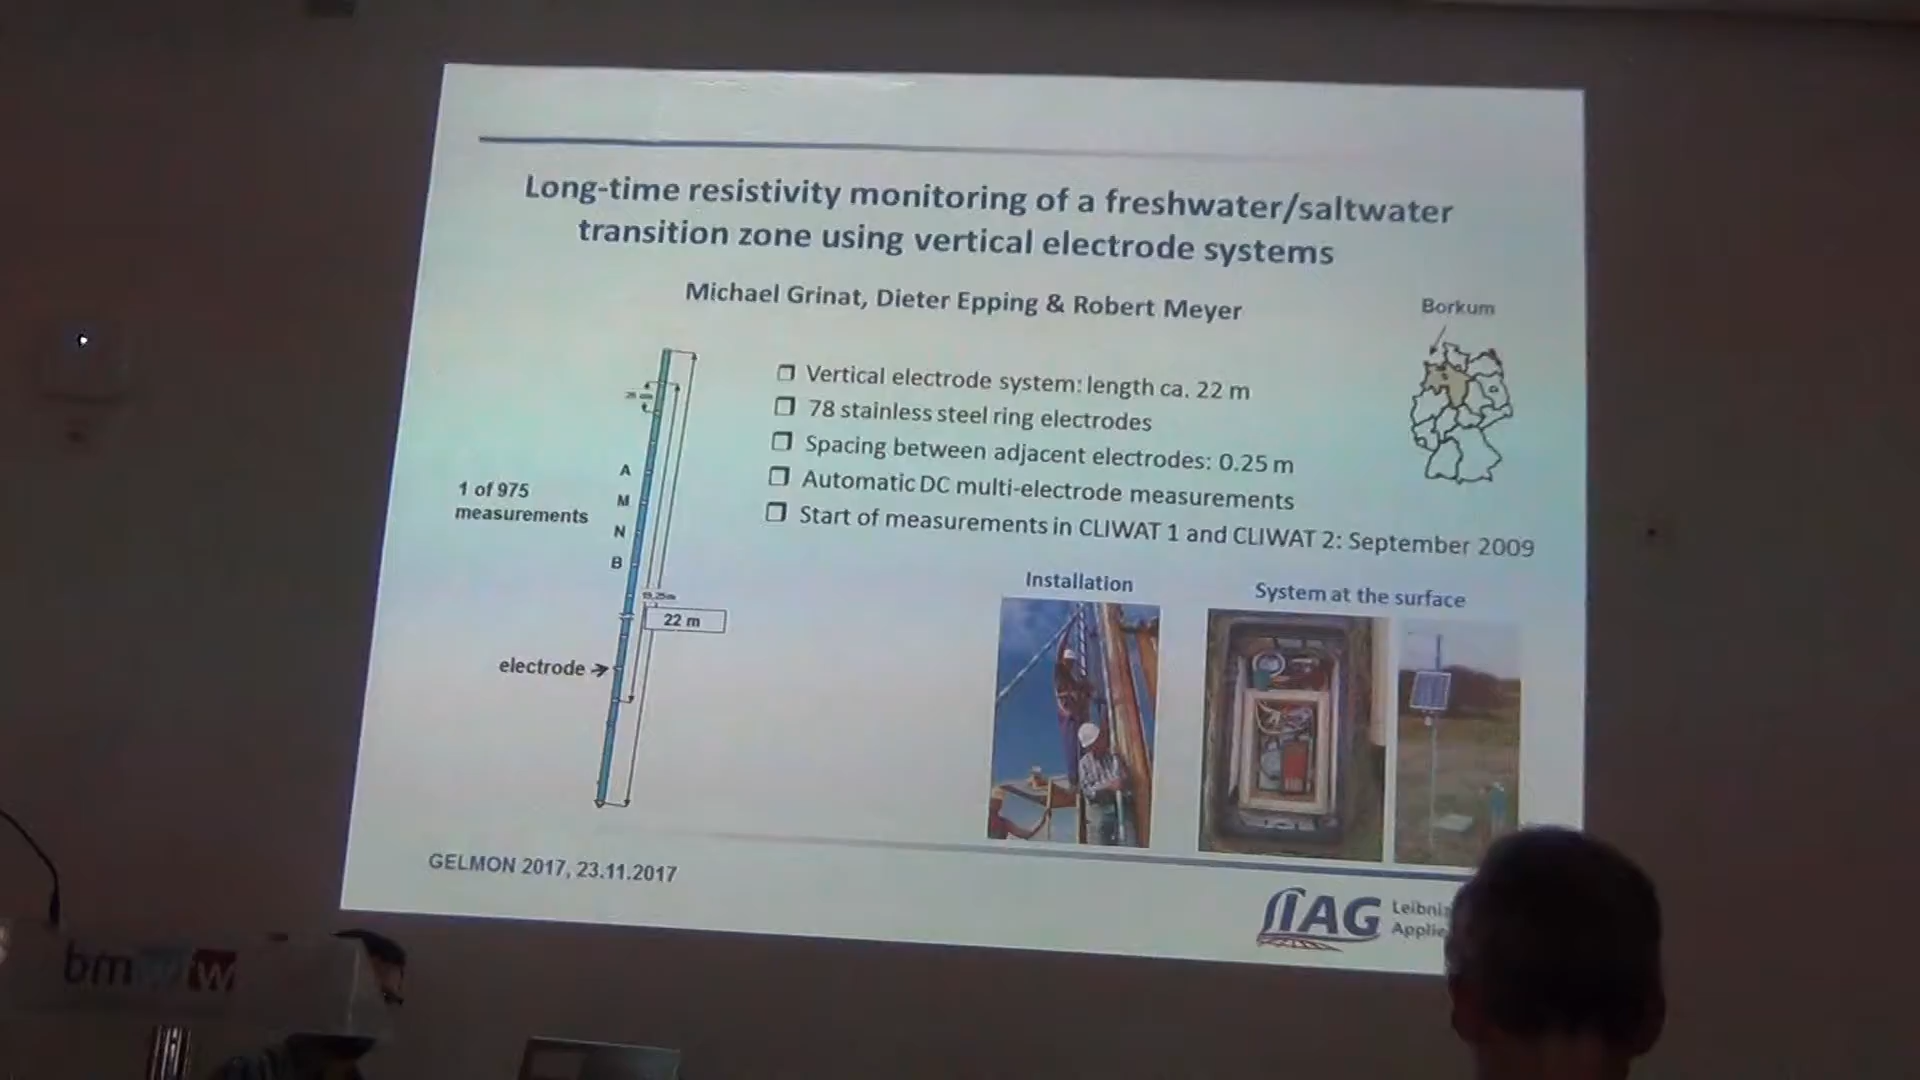 Long-time resistivity monitoring of a freshwater/saltwater
transition zone using vertical electrode systems
Michael Grinat, Dieter Epping & Robert Meyer
Borkum
Vertical electrode system: length ca. 22 m
78 stainless steel ring electrodes
Spacing between adjacent electrodes: 0.25 m
Automatic DC multi-electrode measurements
Start of measurements in CLIWAT 1 and CLIWAT 2: September 2009
A
M
N
B
1 of 975
measurements
22 m
electrode
Installation
System at the surface
GELMON 2017, 23.11.2017
LIAG
Leibniz
Applie
bmwfw